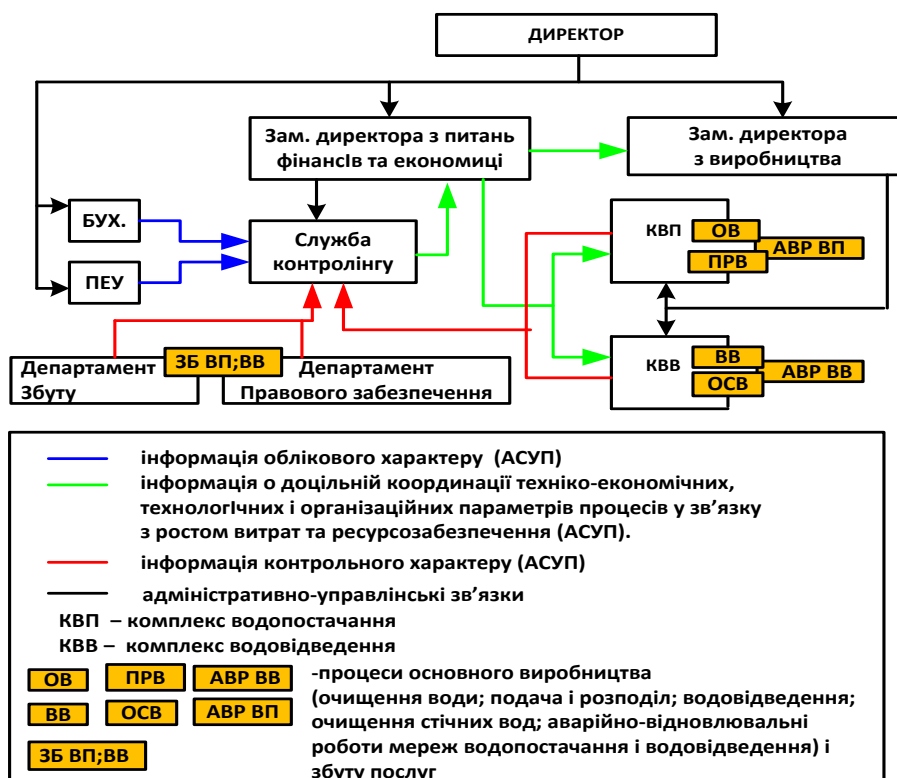 ДИРЕКТОР
Зам. директора з питань
фінансІв та економиці
Зам. директора
з виробництва
БУХ.
ПЕУ
Служба
контролінгу
КВП
ОВ
АВР ВП
ПРВ
КВВ
ВВ
АВР ВВ
ОСВ
Департамент
Збуту
ЗБ ВП;ВВ
Департамент
Правового забезпечення
інформація облікового характеру (АСУП)
інформація о доцільній координації техніко-економічних,
технологІчних і організаційних параметрів процесів у зв’язку
з ростом витрат та ресурсозабезпечення (АСУП).
інформація контрольного характеру (АСУП)
адміністративно-управлінські зв’язки
КВП – комплекс водопостачання
КВВ – комплекс водовідведення
ОВ ПРВ АВР ВВ
ВВ ОСВ АВР ВП
ЗБ ВП;ВВ
-процеси основного виробництва
(очищення води; подача і розподіл; водовідведення;
очищення стічних вод; аварійно-відновлювальні
роботи мереж водопостачання і водовідведення) і
збуту послуг